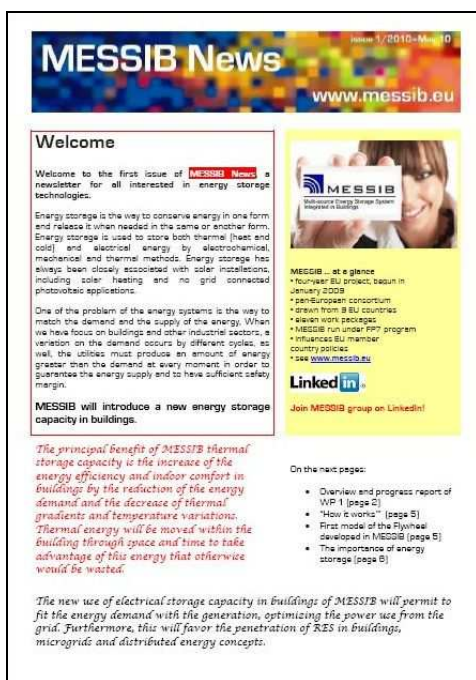 issue 1/2010-May 10
MESSIB News
www.messib.eu
Welcome
Welcome to the first issue of MESSIB News a
newsletter for all interested in energy storage
technologies.
Energy storage is the way to conserve energy in one form
and release it when needed in the same or another form.
Energy storage is used to store both thermal (heat and
cold) and electrical energy by electrochemical,
mechanical and thermal methods. Energy storage has
always been closely associated with solar installations,
including solar heating and no grid connected
photovoltaic applications.
One of the problem of the energy systems is the way to
match the demand and the supply of the energy. When
we have focus on buildings and other industrial sectors, a
variation on the demand occurs by different cycles, as
well, the utilities must produce an amount of energy
greater than the demand at every moment in order to
guarantee the energy supply and to have sufficient safety
margin.
MESSIB will introduce a new energy storage
capacity in buildings.
MESSIB
Multi-source Energy Storage System
Integrated in Buildings
MESSIB ... at a glance
• four-year EU project, begun in
January 2009
• pan-European consortium
• drawn from 9 EU countries
• eleven work packages
• MESSIB run under FP7 program
• influences EU member
country policies
• see www.messib.eu
Linked in
Join MESSIB group on LinkedIn!
The principal benefit of MESSIB thermal
storage capacity is the increase of the
energy efficiency and indoor comfort in
buildings by the reduction of the energy
demand and the decrease of thermal
gradients and temperature variations.
Thermal energy will be moved within the
building through space and time to take
advantage of this energy that otherwise
would be wasted.
On the next pages:
• Overview and progress report of
WP 1 (page 2)
• "How it works" (page 5)
• First model of the Flywheel
developed in MESSIB (page 5)
• The importance of energy
storage (page 6)
The new use of electrical storage capacity in buildings of MESSIB will permit to
fit the energy demand with the generation, optimizing the power use from the
grid. Furthermore, this will favor the penetration of RES in buildings,
microgrids and distributed energy concepts.